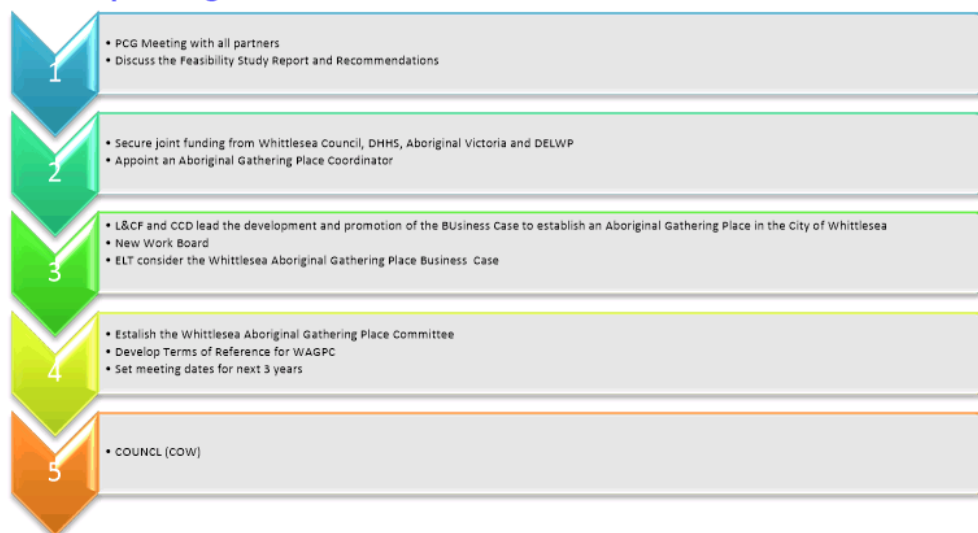 1
• PCG Meeting with all partners
• Discuss the Feasibility Study Report and Recommendations
2
• Secure joint funding from Whittlesea Council, DHHS, Aboriginal Victoria and DELWP
• Appoint an Aboriginal Gathering Place Coordinator
3
• L&CF and CCD lead the development and promotion of the BUsiness Case to establish an Aboriginal Gathering Place in the City of Whittlesea
• New Work Board
• ELT consider the Whittlesea Aboriginal Gathering Place Business Case
4
• Estalish the Whittlesea Aboriginal Gathering Place Committee
• Develop Terms of Reference for WAGPC
• Set meeting dates for next 3 years
5
• COUNCL (COW)